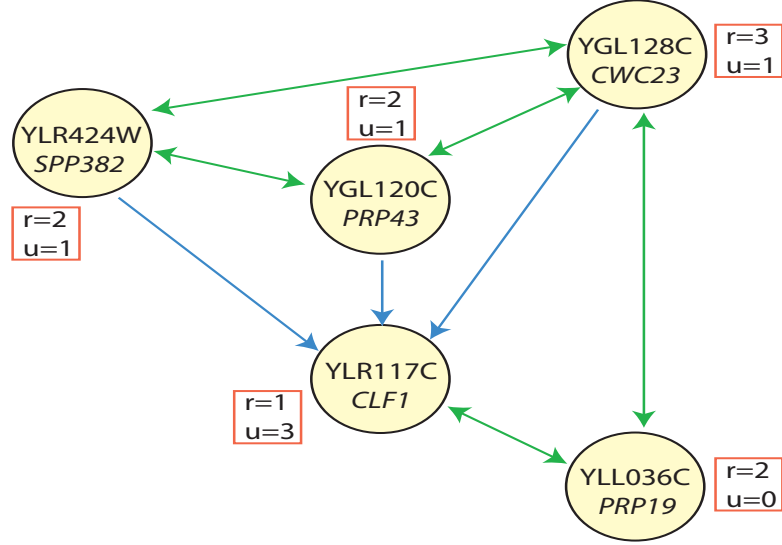 YGL128C
CWC23
r=3
u=1
r=2
u=1
YLR424W
SPP382
YGL120C
PRP43
r=2
u=1
YLR117C
CLF1
r=1
u=3
YLL036C
PRP19
r=2
u=0